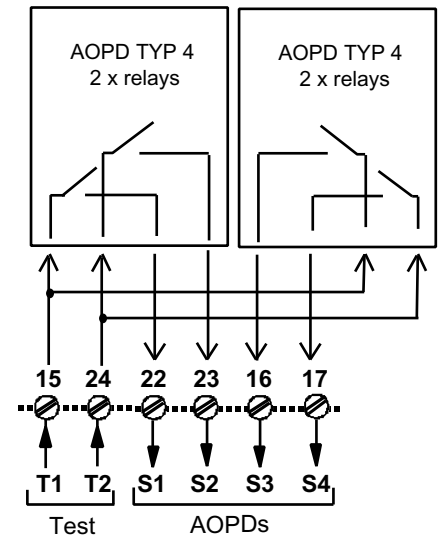 AOPD TYP 4
2 x relays
AOPD TYP 4
2 x relays
15 24 22 23 16 17
T1 T2 S1 S2 S3 S4
Test AOPDs